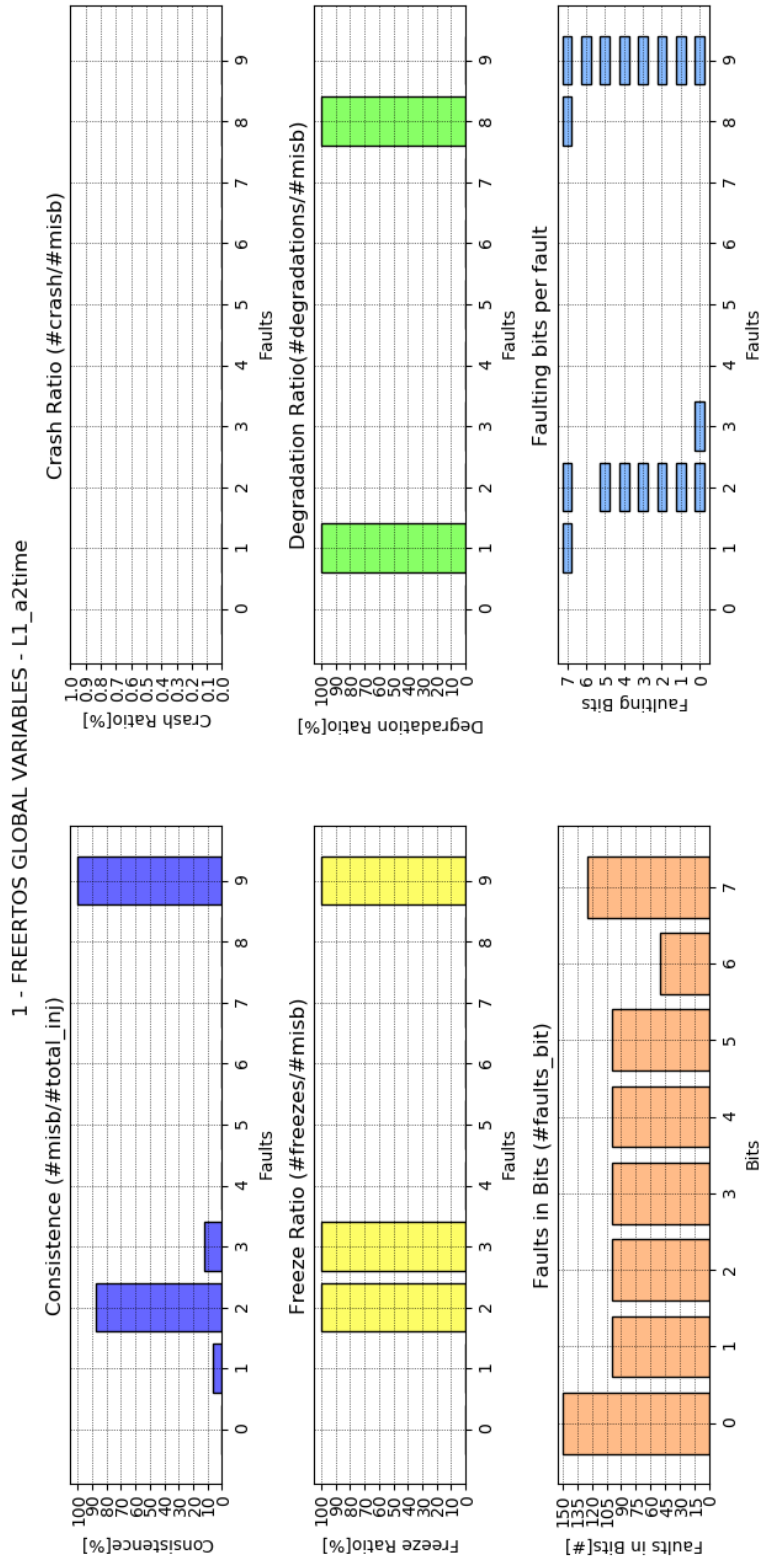 1 - FREERTOS GLOBAL VARIABLES - L1_a2time
Consistence (#misb/#total_inj)
Consistence[%]
100
90
80
70
60
50
40
30
20
10
0
0 1 2 3 4 5 6 7 8 9
Faults
Crash Ratio (#crash/#misb)
Crash Ratio[%]
1.0
0.9
0.8
0.7
0.6
0.5
0.4
0.3
0.2
0.1
0.0
0 1 2 3 4 5 6 7 8 9
Faults
Freeze Ratio (#freezes/#misb)
Freeze Ratio[%]
100
90
80
70
60
50
40
30
20
10
0
0 1 2 3 4 5 6 7 8 9
Faults
Degradation Ratio(#degradations/#misb)
Degradation Ratio[%]
100
90
80
70
60
50
40
30
20
10
0
0 1 2 3 4 5 6 7 8 9
Faults
Faults in Bits (#faults_bit)
Faults in Bits[#]
150
135
120
105
90
75
60
45
30
15
0
0 1 2 3 4 5 6 7
Bits
Faulting bits per fault
Faulting Bits
7
6
5
4
3
2
1
0
0 1 2 3 4 5 6 7 8 9
Faults